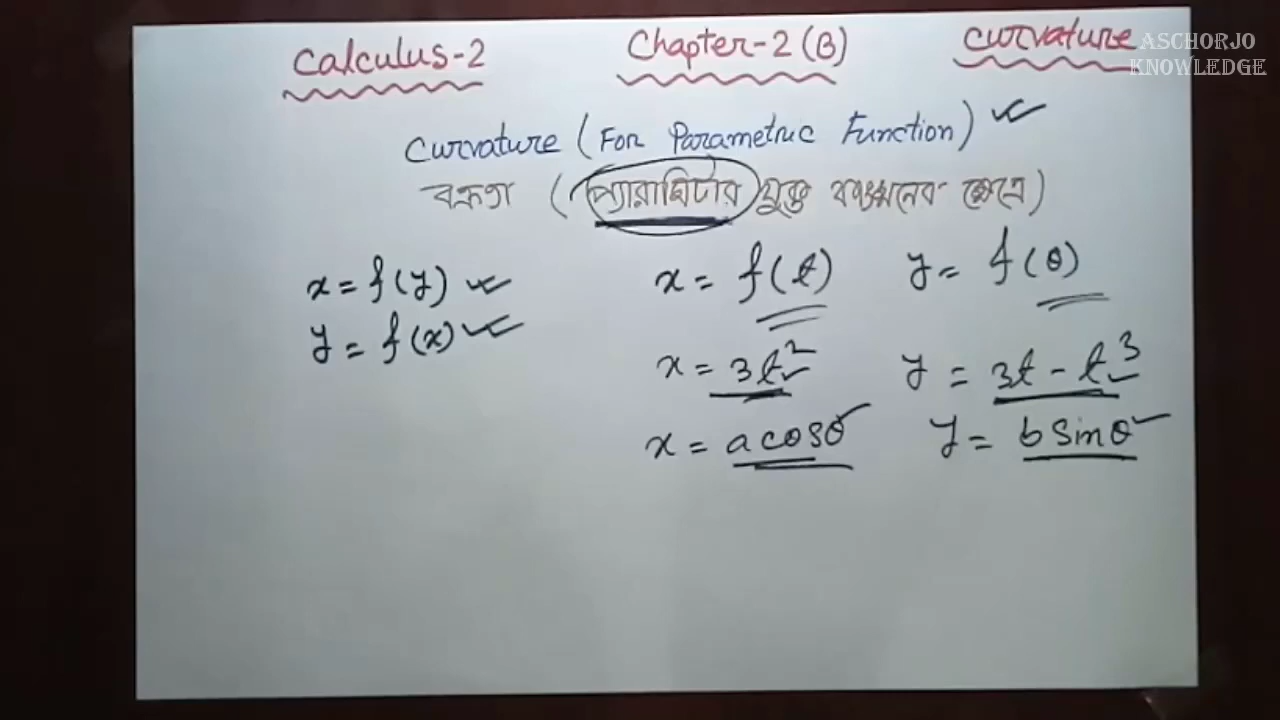 Calculus-2 Chapter-2 (B) Curvature
ASCHORJO
KNOWLEDGE
Curvature (For Parametric Function)
বক্রতা (প্যারামিটার যুক্ত ফাংশনের ক্ষেত্রে)
x = f(y) x = f(t) y = f(θ)
y = f(x)
x = 3t² y = 3t - t³
x = a cosθ y = b sinθ